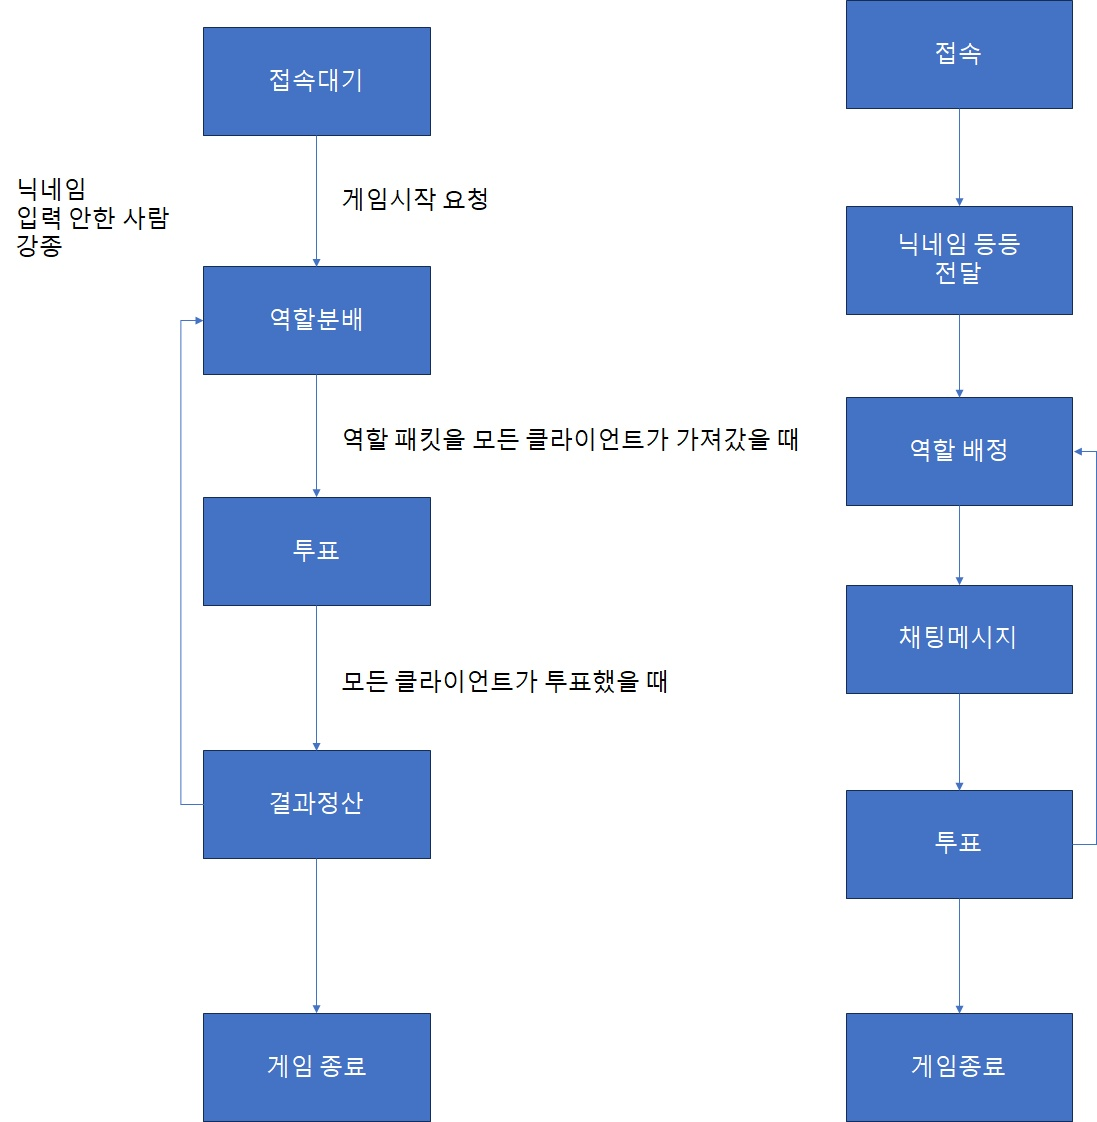 접속대기
닉네임
입력 안한 사람
강종
게임시작 요청
역할분배
역할 패킷을 모든 클라이언트가 가져갔을 때
투표
모든 클라이언트가 투표했을 때
결과정산
게임 종료
접속
닉네임 등등
전달
역할 배정
채팅메시지
투표
게임종료